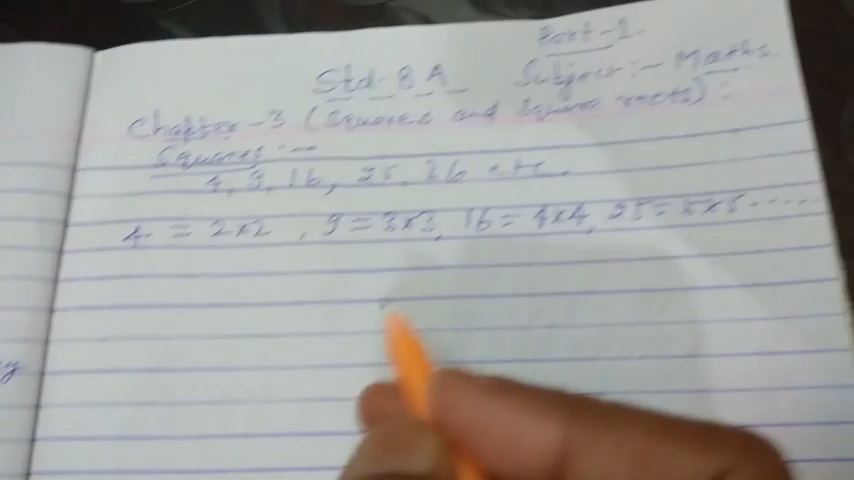 Part-1.
Std-8 A Subject:- Maths.
Chapter-3 (Squares and Square roots):
Squares:-
4, 9, 16, 25, 36 etc.
4 = 2x2, 9 = 3x3, 16 = 4x4, 25 = 5x5.....
y